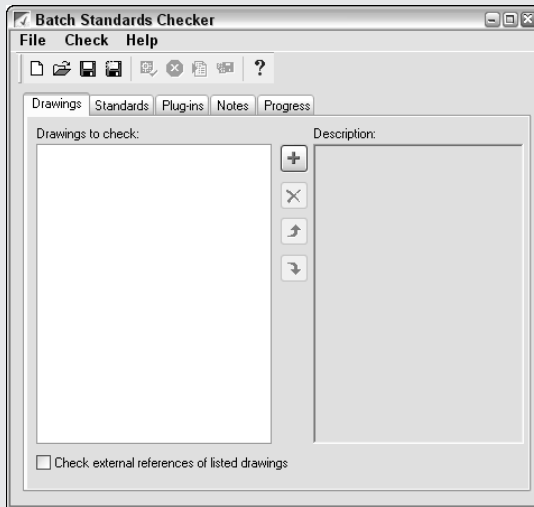 Batch Standards Checker
File Check Help
?
Drawings Standards Plug-ins Notes Progress
Drawings to check: Description:
Check external references of listed drawings